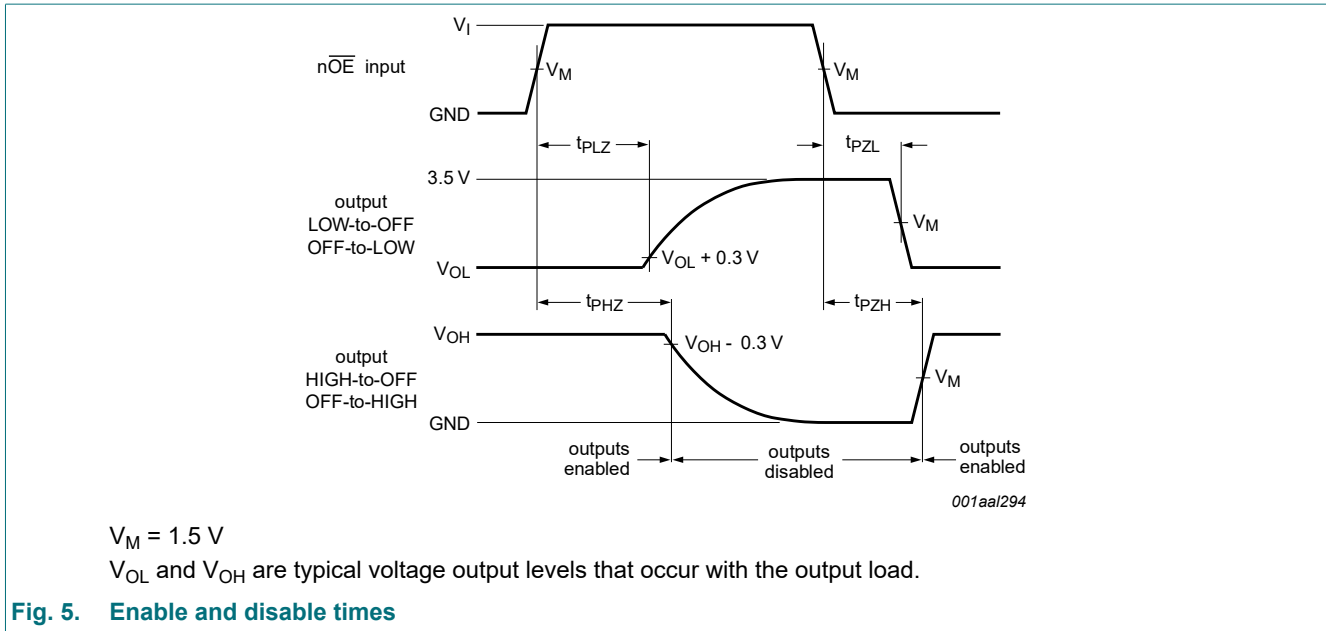 V_I
nOE input
V_M
V_M
GND
t_PLZ
t_PZL
3.5 V
output
LOW-to-OFF
OFF-to-LOW
V_M
V_OL + 0.3 V
V_OL
t_PHZ
t_PZH
V_OH
V_OH - 0.3 V
output
HIGH-to-OFF
OFF-to-HIGH
V_M
GND
outputs
enabled
outputs
disabled
outputs
enabled
001aal294
V_M = 1.5 V
V_OL and V_OH are typical voltage output levels that occur with the output load.
Fig. 5. Enable and disable times